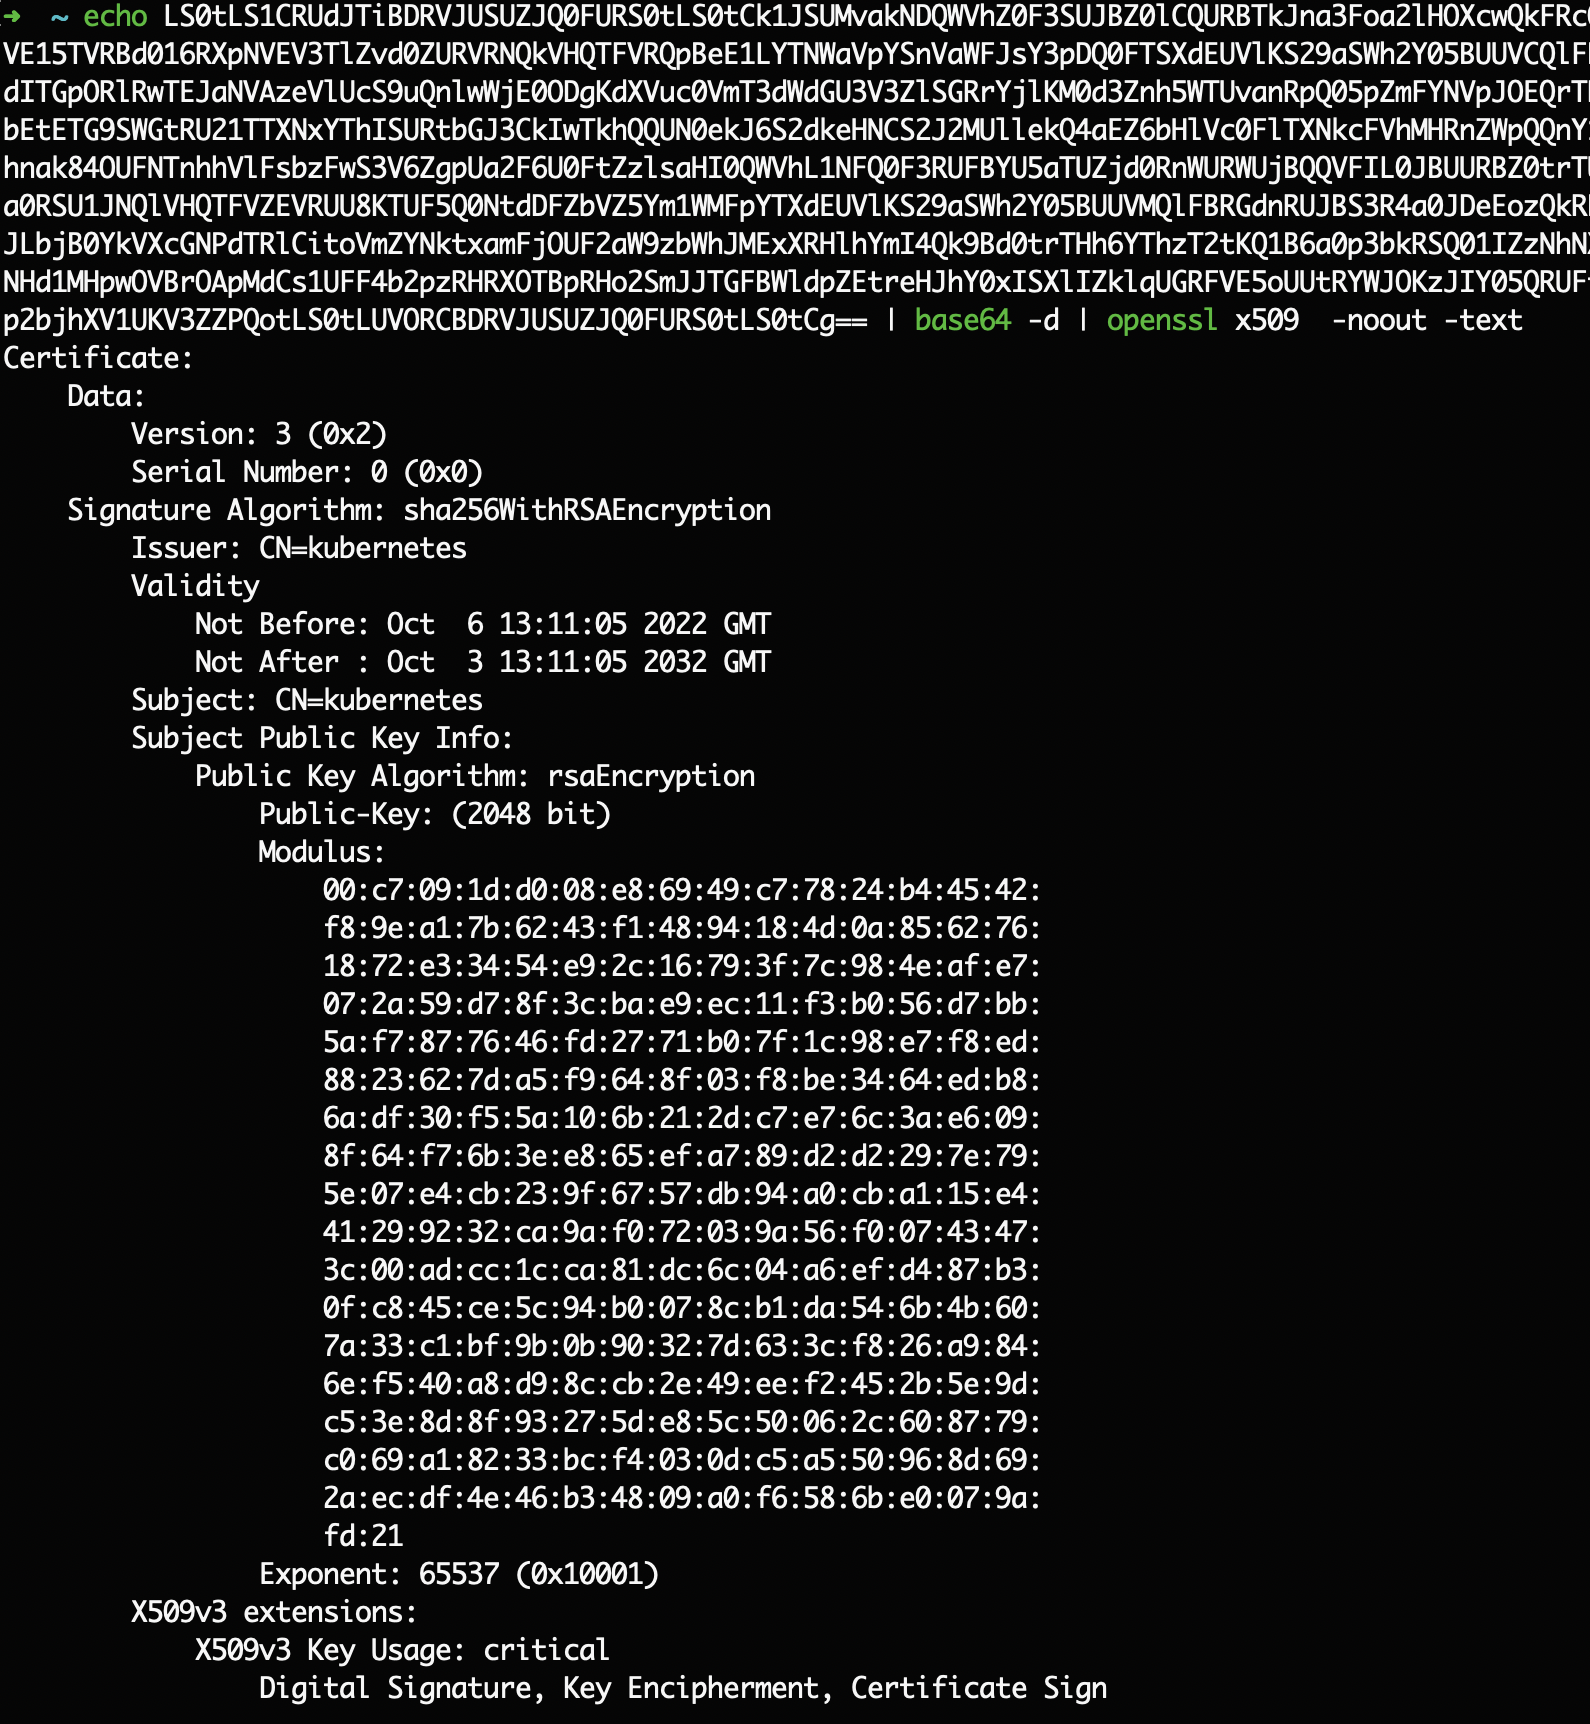 ➜  ~ echo LS0tLS1CRUdJTiBDRVJUSUZJQ0FURS0tLS0tCk1JSUMvakNDQWVhZ0F3SUJBZ0lCQURBTkJna3Foa2lHOXcwQkFRc
VE15TVRBd016RXpNVEV3TlZvd0ZURVRNQkVHQTFVRQpBeE1LYTNWaVpYSnVaWFJsY3pDQ0FTSXdEUVlKS29aSWh2Y05BUUVCQlF
dITGpORlRwTEJaNVAzeVlUcS9uQnlwWjE0ODgKdXVuc0VmT3dWdGU3V3ZlSGRrYjlKM0d3Znh5WTUvanRpQ05pZmFYNVpJOEQrT
bEtETG9SWGtRU21TTXNxYThISURtbGJ3CkIwTkhQQUN0ekJ6S2dkeHNCS2J2MUllekQ4aEZ6bHlVc0FlTXNkcFVhMHRnZWpQQnY
hnak84OUFNTnhhVlFsbzFwS3V6ZgpUa2F6U0FtZzlsaHI0QWVhL1NFQ0F3RUFBYU5aTUZjd0RnWURWUjBQQVFIL0JBUURBZ0trT
a0RSU1JNQlVHQTFVZEVRUU8KTUF5Q0NtdDFZbVZ5Ym1WMFpYTXdEUVlKS29aSWh2Y05BUUVMQlFBRGdnRUJBS3R4a0JDeEozQkR
JLbjB0YkVXcGNPdTRlCitoVmZYNktxamFjOUF2aW9zbWhJMExXRHlhYmI4Qk9Bd0trTHh6YThzT2tKQ1B6a0p3bkRSQ01IZzNhN
NHd1MHpwOVBrOApMdCs1UFF4b2pzRHRXOTBpRHo2SmJJTGFBWldpZEtreHJhY0xISXlIZklqUGRFVE5oUUtRYWJOKzJIY05QRUF
p2bjhXV1UKV3ZZPQotLS0tLUVORCBDRVJUSUZJQ0FURS0tLS0tCg== | base64 -d | openssl x509  -noout -text
Certificate:
    Data:
        Version: 3 (0x2)
        Serial Number: 0 (0x0)
    Signature Algorithm: sha256WithRSAEncryption
        Issuer: CN=kubernetes
        Validity
            Not Before: Oct  6 13:11:05 2022 GMT
            Not After : Oct  3 13:11:05 2032 GMT
        Subject: CN=kubernetes
        Subject Public Key Info:
            Public Key Algorithm: rsaEncryption
                Public-Key: (2048 bit)
                Modulus:
                    00:c7:09:1d:d0:08:e8:69:49:c7:78:24:b4:45:42:
                    f8:9e:a1:7b:62:43:f1:48:94:18:4d:0a:85:62:76:
                    18:72:e3:34:54:e9:2c:16:79:3f:7c:98:4e:af:e7:
                    07:2a:59:d7:8f:3c:ba:e9:ec:11:f3:b0:56:d7:bb:
                    5a:f7:87:76:46:fd:27:71:b0:7f:1c:98:e7:f8:ed:
                    88:23:62:7d:a5:f9:64:8f:03:f8:be:34:64:ed:b8:
                    6a:df:30:f5:5a:10:6b:21:2d:c7:e7:6c:3a:e6:09:
                    8f:64:f7:6b:3e:e8:65:ef:a7:89:d2:d2:29:7e:79:
                    5e:07:e4:cb:23:9f:67:57:db:94:a0:cb:a1:15:e4:
                    41:29:92:32:ca:9a:f0:72:03:9a:56:f0:07:43:47:
                    3c:00:ad:cc:1c:ca:81:dc:6c:04:a6:ef:d4:87:b3:
                    0f:c8:45:ce:5c:94:b0:07:8c:b1:da:54:6b:4b:60:
                    7a:33:c1:bf:9b:0b:90:32:7d:63:3c:f8:26:a9:84:
                    6e:f5:40:a8:d9:8c:cb:2e:49:ee:f2:45:2b:5e:9d:
                    c5:3e:8d:8f:93:27:5d:e8:5c:50:06:2c:60:87:79:
                    c0:69:a1:82:33:bc:f4:03:0d:c5:a5:50:96:8d:69:
                    2a:ec:df:4e:46:b3:48:09:a0:f6:58:6b:e0:07:9a:
                    fd:21
                Exponent: 65537 (0x10001)
        X509v3 extensions:
            X509v3 Key Usage: critical
                Digital Signature, Key Encipherment, Certificate Sign